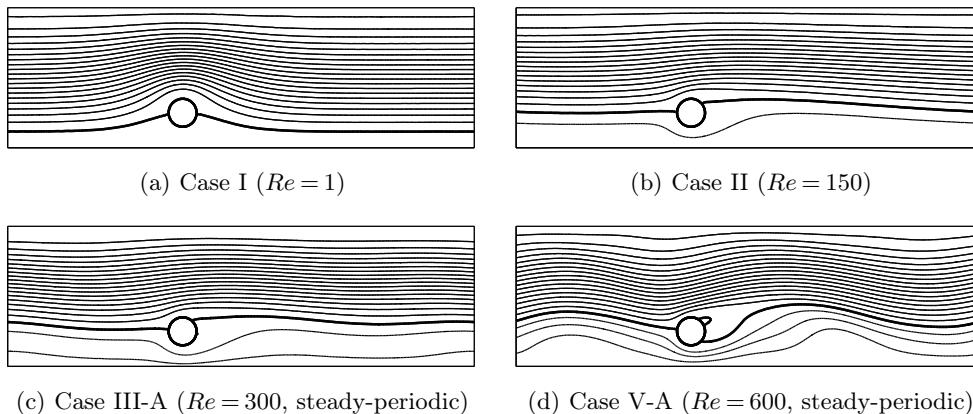 (a) Case I (Re = 1)
(b) Case II (Re = 150)
(c) Case III-A (Re = 300, steady-periodic)
(d) Case V-A (Re = 600, steady-periodic)